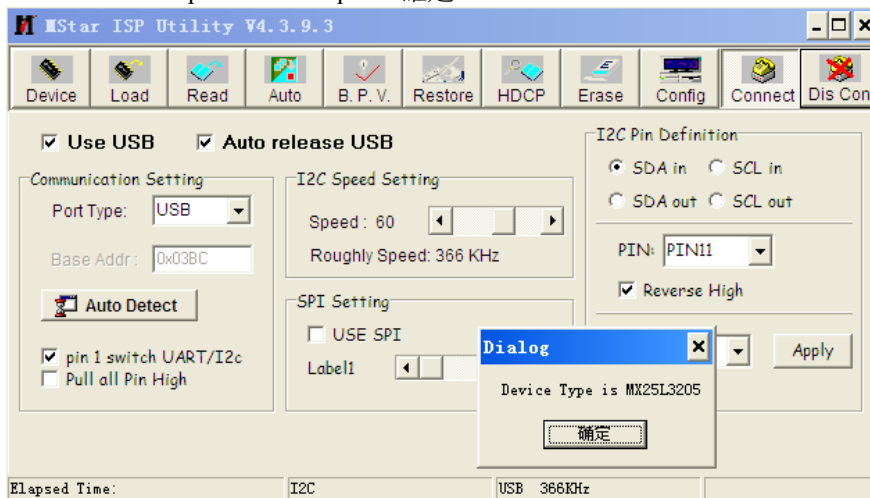 MStar ISP Utility V4.3.9.3
Device Load Read Auto B.P.V. Restore HDCP Erase Config Connect Dis Con
Use USB Auto release USB
Communication Setting
Port Type: USB
Base Addr: 0x03BC
Auto Detect
pin 1 switch UART/I2c
Pull all Pin High
I2C Speed Setting
Speed: 60
Roughly Speed: 366 KHz
SPI Setting
USE SPI
Label1
I2C Pin Definition
SDA in SCL in
SDA out SCL out
PIN: PIN11
Reverse High
Apply
Dialog
Device Type is MX25L3205
确定
Elapsed Time: I2C USB 366KHz